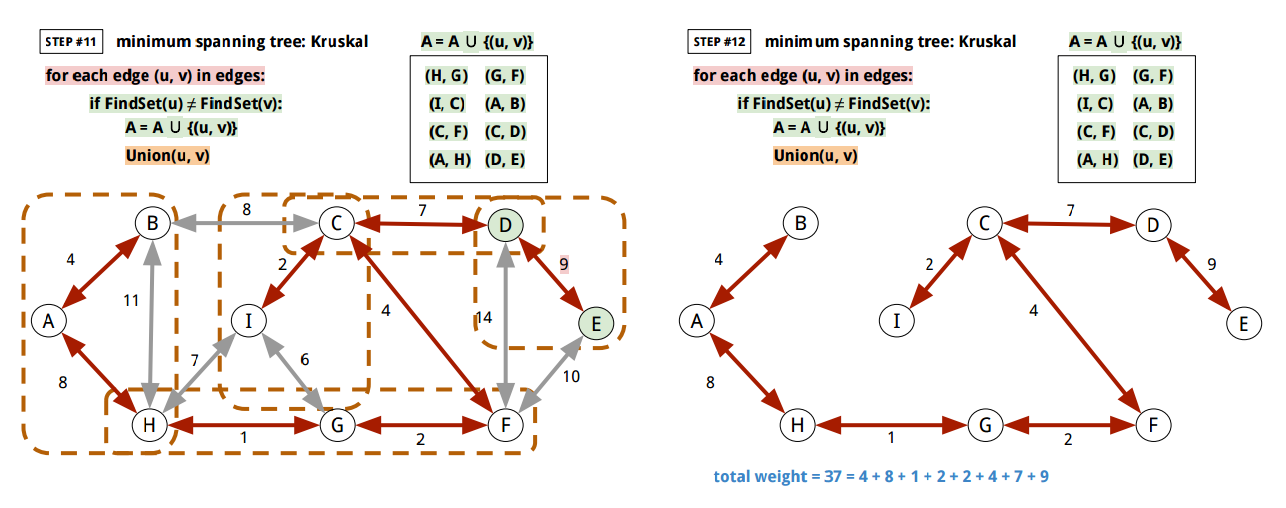 STEP #11 minimum spanning tree: Kruskal
A = A ∪ {(u, v)}
for each edge (u, v) in edges:
if FindSet(u) ≠ FindSet(v):
A = A ∪ {(u, v)}
Union(u, v)
(H, G) (G, F)
(I, C) (A, B)
(C, F) (C, D)
(A, H) (D, E)
B 8 C 7 D
4 2 9
11
A I 4 14 E
8 7 6 10
H 1 G 2 F
STEP #12 minimum spanning tree: Kruskal
A = A ∪ {(u, v)}
for each edge (u, v) in edges:
if FindSet(u) ≠ FindSet(v):
A = A ∪ {(u, v)}
Union(u, v)
(H, G) (G, F)
(I, C) (A, B)
(C, F) (C, D)
(A, H) (D, E)
B C 7 D
4 2 9
A I 4 E
8
H 1 G 2 F
total weight = 37 = 4 + 8 + 1 + 2 + 2 + 4 + 7 + 9